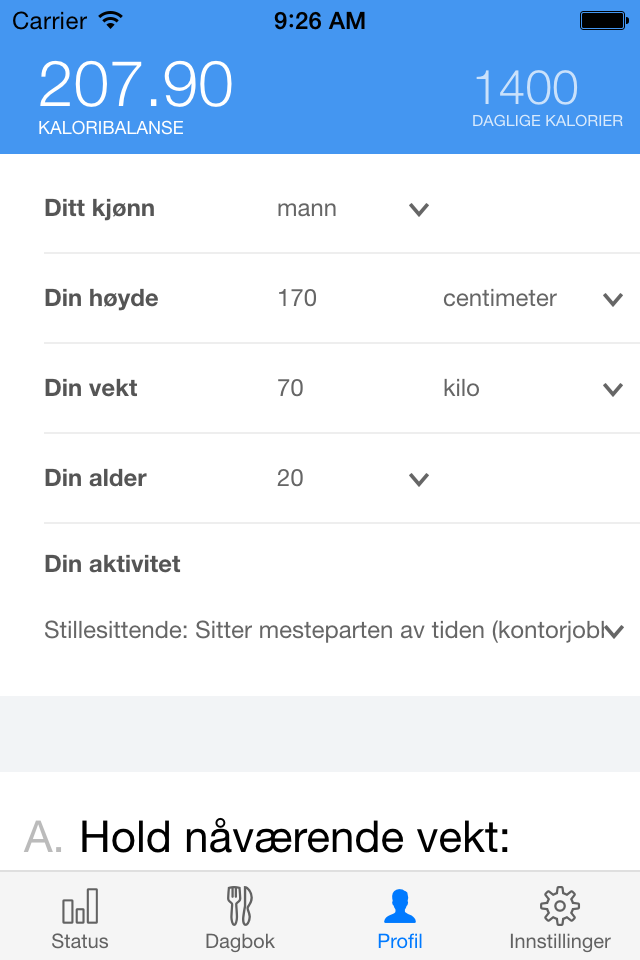 Carrier 9:26 AM
207.90 1400
KALORIBALANSE DAGLIGE KALORIER
Ditt kjønn mann
Din høyde 170 centimeter
Din vekt 70 kilo
Din alder 20
Din aktivitet
Stillesittende: Sitter mesteparten av tiden
A. Hold nåværende vekt:
Status Dagbok Profil Innstillinger